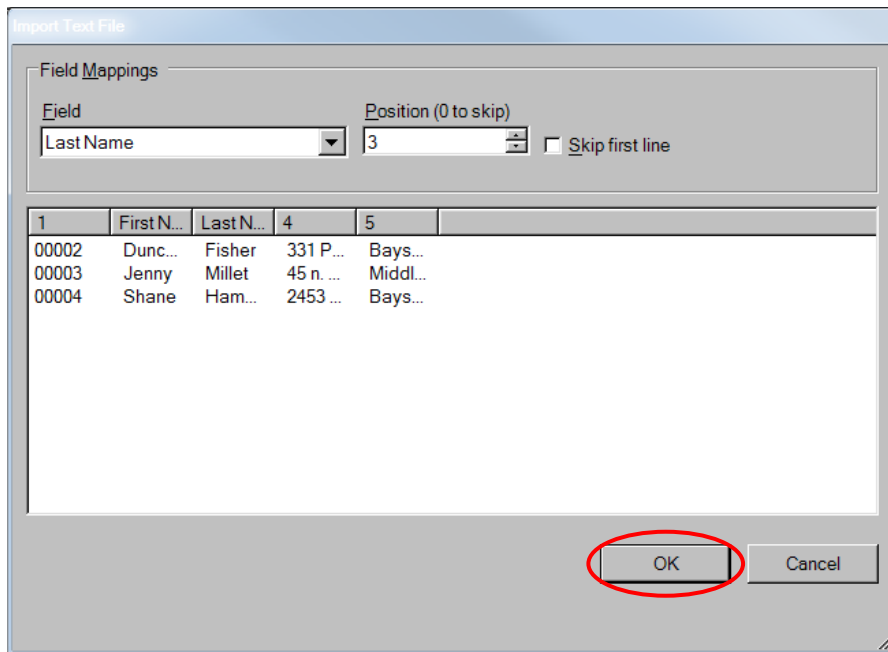 Import Text File
Field Mappings
Field Position (0 to skip)
Last Name 3 Skip first line
1 First N... Last N... 4 5
00002 Dunc... Fisher 331 P... Bays...
00003 Jenny Millet 45 n. ... Middl...
00004 Shane Ham... 2453 ... Bays...
OK Cancel